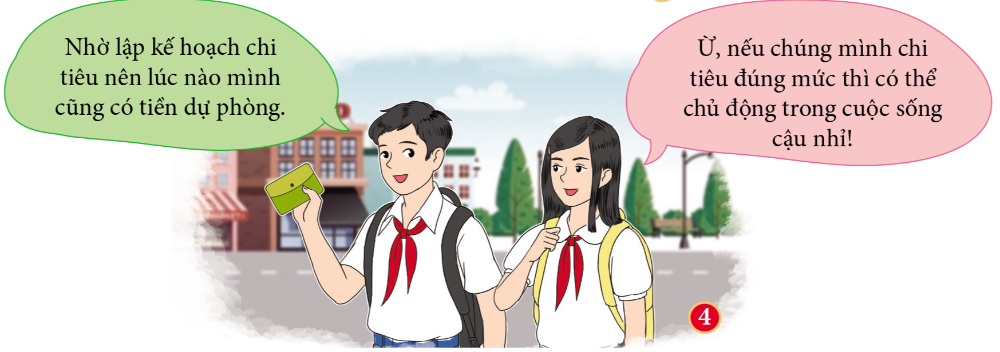 Nhờ lập kế hoạch chi
tiêu nên lúc nào mình
cũng có tiền dự phòng.
Ừ, nếu chúng mình chi
tiêu đúng mức thì có thể
chủ động trong cuộc sống
cậu nhỉ!
4